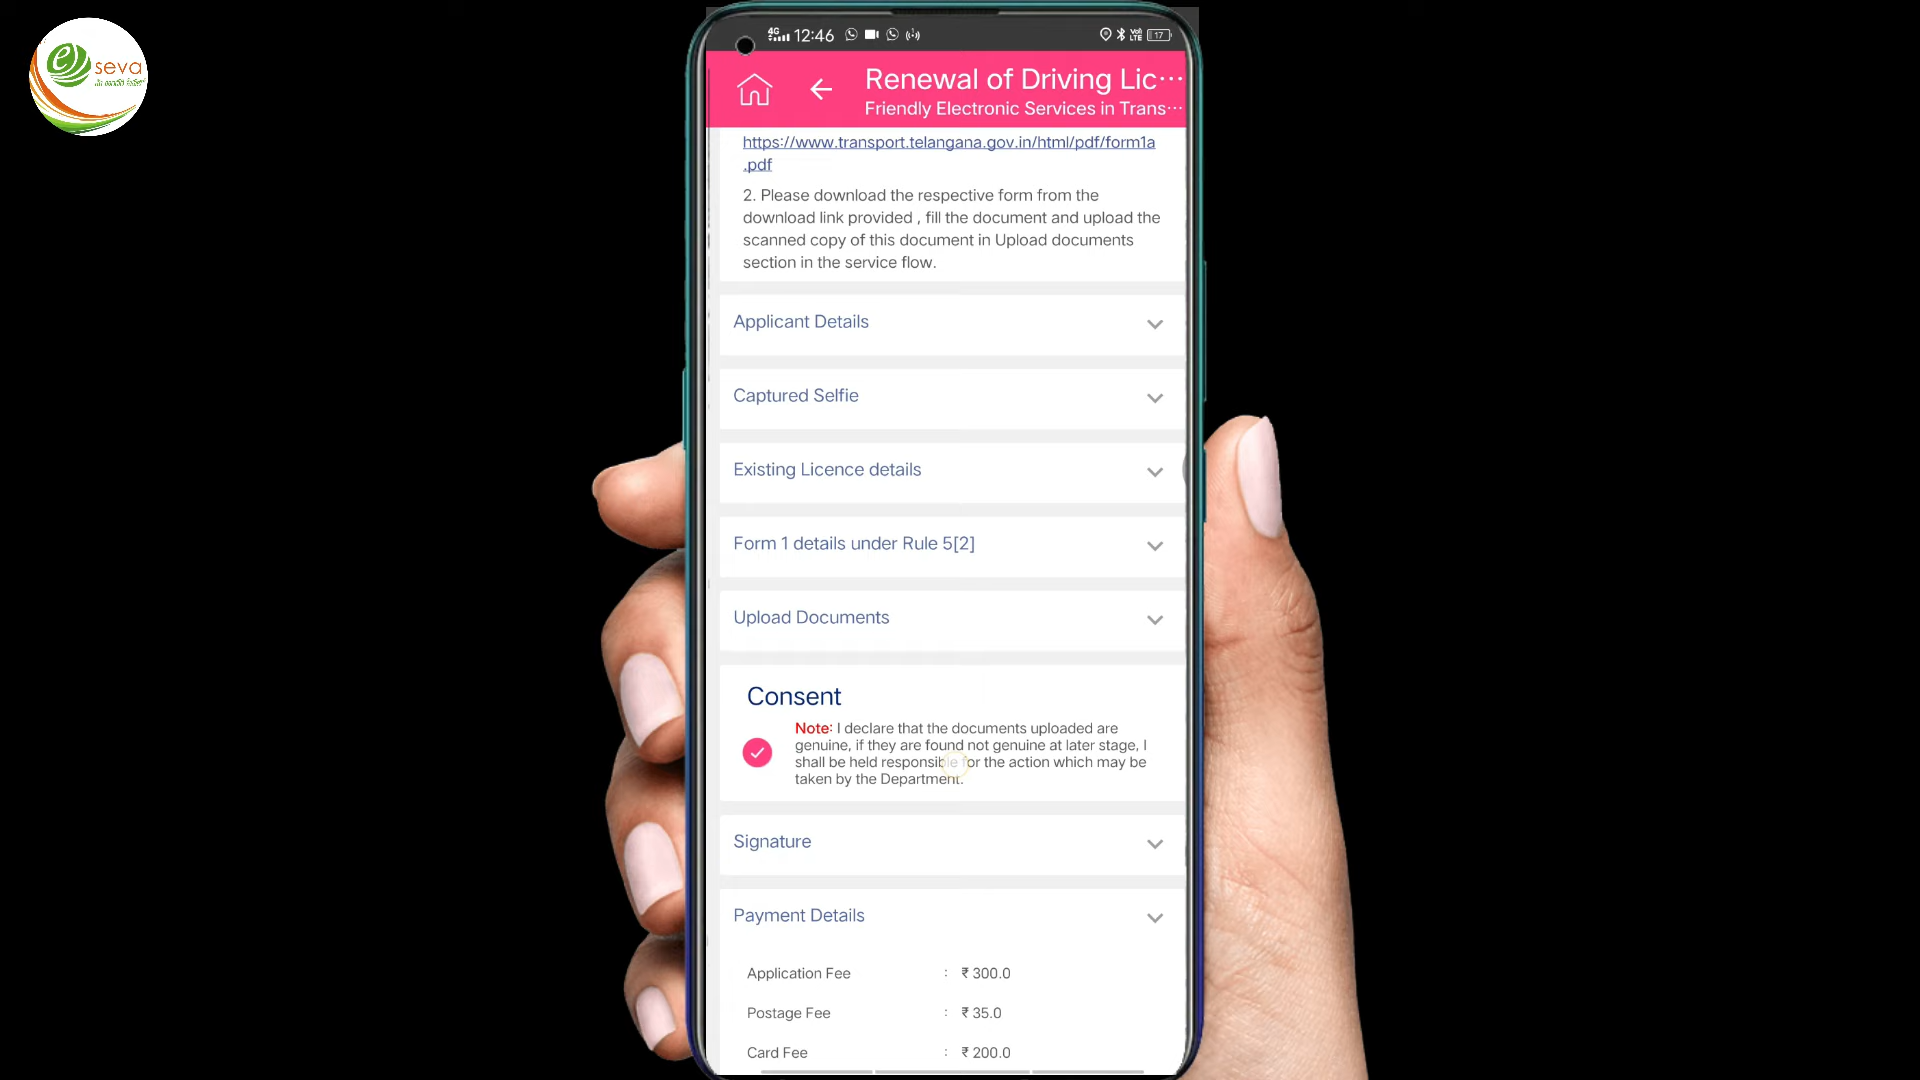 seva
12:46
17
Renewal of Driving Lic···
Friendly Electronic Services in Trans···
https://www.transport.telangana.gov.in/html/pdf/form1a
.pdf
2. Please download the respective form from the
download link provided , fill the document and upload the
scanned copy of this document in Upload documents
section in the service flow.
Applicant Details
Captured Selfie
Existing Licence details
Form 1 details under Rule 5[2]
Upload Documents
Consent
Note: I declare that the documents uploaded are
genuine, if they are found not genuine at later stage, I
shall be held responsible for the action which may be
taken by the Department.
Signature
Payment Details
Application Fee : ₹ 300.0
Postage Fee : ₹ 35.0
Card Fee : ₹ 200.0